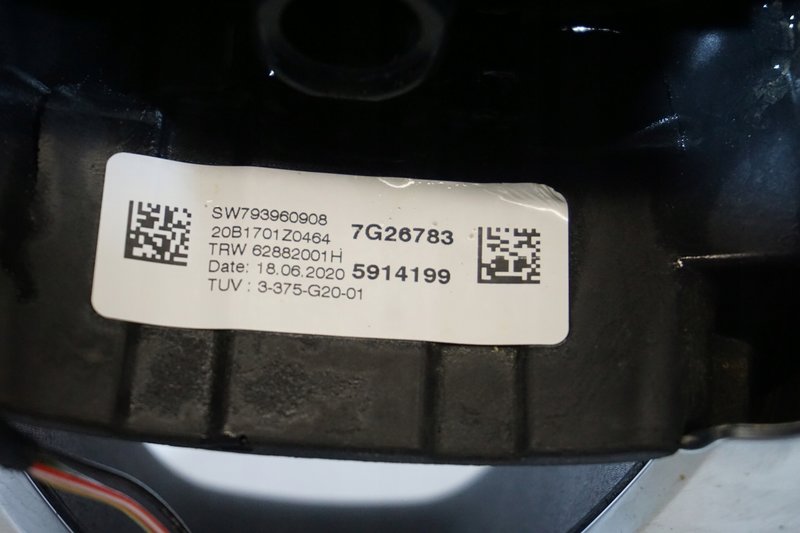 SW793960908
20B1701Z0464 7G26783
TRW 62882001H
Date: 18.06.2020 5914199
TUV : 3-375-G20-01